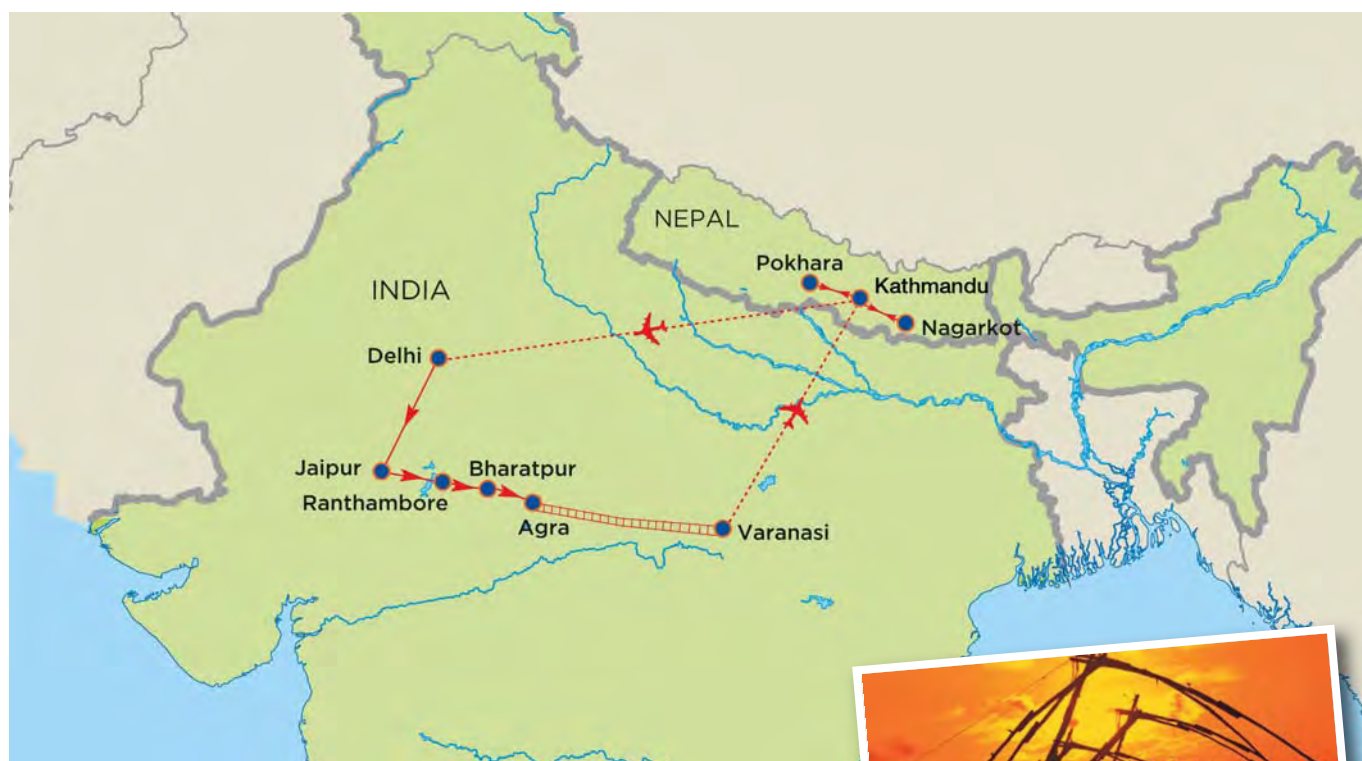 NEPAL
Pokhara
Kathmandu
INDIA
Nagarkot
Delhi
Jaipur
Bharatpur
Ranthambore
Agra
Varanasi